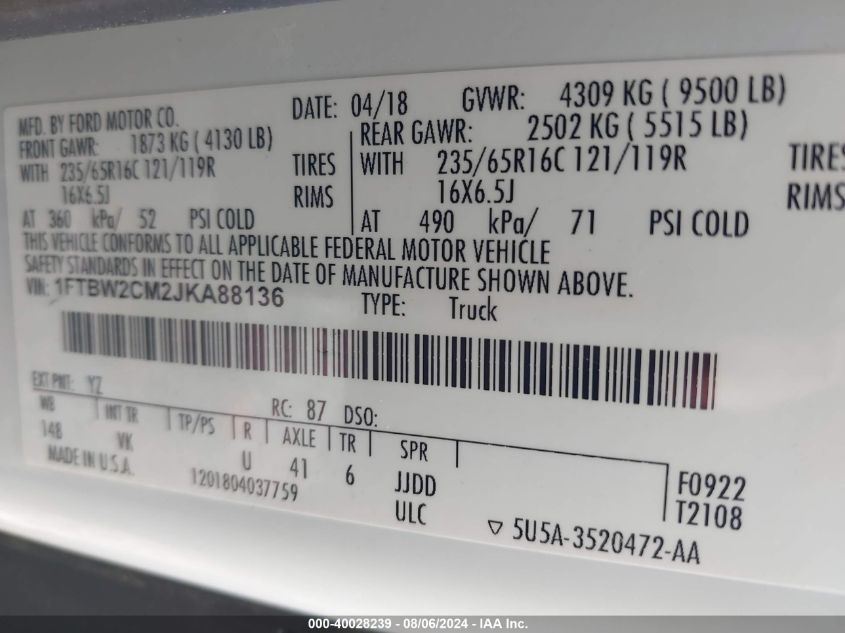 MFD. BY FORD MOTOR CO. DATE: 04/18 GVWR: 4309 KG ( 9500 LB)
FRONT GAWR: 1873 KG ( 4130 LB) REAR GAWR: 2502 KG ( 5515 LB)
WITH 235/65R16C 121/119R TIRES WITH 235/65R16C 121/119R TIRES
16X6.5J RIMS 16X6.5J RIMS
AT 360 kPa/ 52 PSI COLD AT 490 kPa/ 71 PSI COLD
THIS VEHICLE CONFORMS TO ALL APPLICABLE FEDERAL MOTOR VEHICLE
SAFETY STANDARDS IN EFFECT ON THE DATE OF MANUFACTURE SHOWN ABOVE.
VIN: 1FTBW2CM2JKA88136 TYPE: Truck
EXT PNT: YZ RC: 87 DSO:
WB INT TR TP/PS R AXLE TR SPR
148 VK U 41 6 JJDD F0922
MADE IN U.S.A. 1201804037759 ULC T2108
▽ 5U5A-3520472-AA
000-40028239 - 08/06/2024 - IAA Inc.